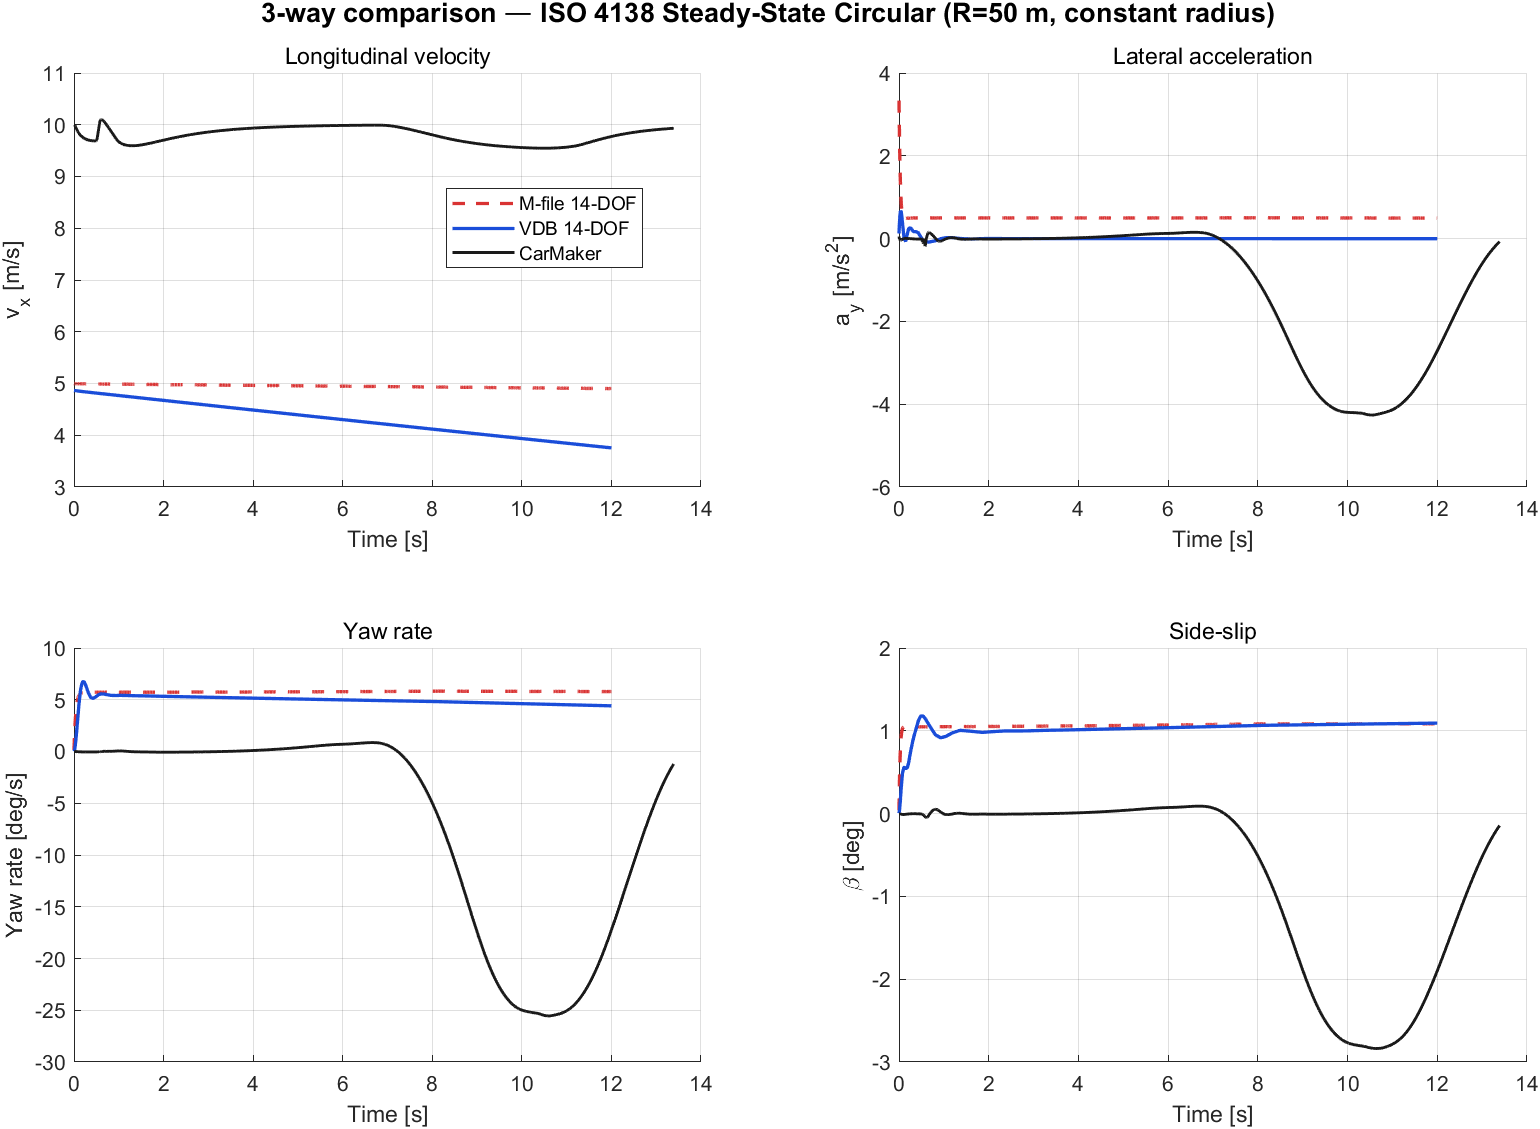 3-way comparison — ISO 4138 Steady-State Circular (R=50 m, constant radius)
Longitudinal velocity
11
10
9
8
7
6
5
4
3
v_x [m/s]
M-file 14-DOF
VDB 14-DOF
CarMaker
0 2 4 6 8 10 12 14
Time [s]
Lateral acceleration
4
2
0
-2
-4
-6
a_y [m/s^2]
0 2 4 6 8 10 12 14
Time [s]
Yaw rate
10
5
0
-5
-10
-15
-20
-25
-30
Yaw rate [deg/s]
0 2 4 6 8 10 12 14
Time [s]
Side-slip
2
1
0
-1
-2
-3
β [deg]
0 2 4 6 8 10 12 14
Time [s]